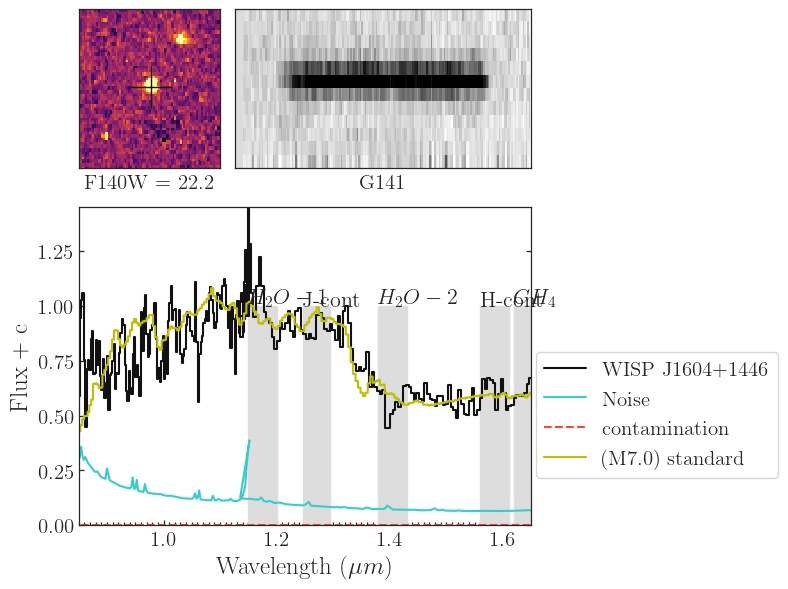 F140W = 22.2
G141
H₂O − 1
J-cont
H₂O − 2
H-cont
CH₄
1.25
1.00
0.75
0.50
0.25
0.00
Flux + c
1.0
1.2
1.4
1.6
Wavelength (μm)
WISP J1604+1446
Noise
contamination
(M7.0) standard